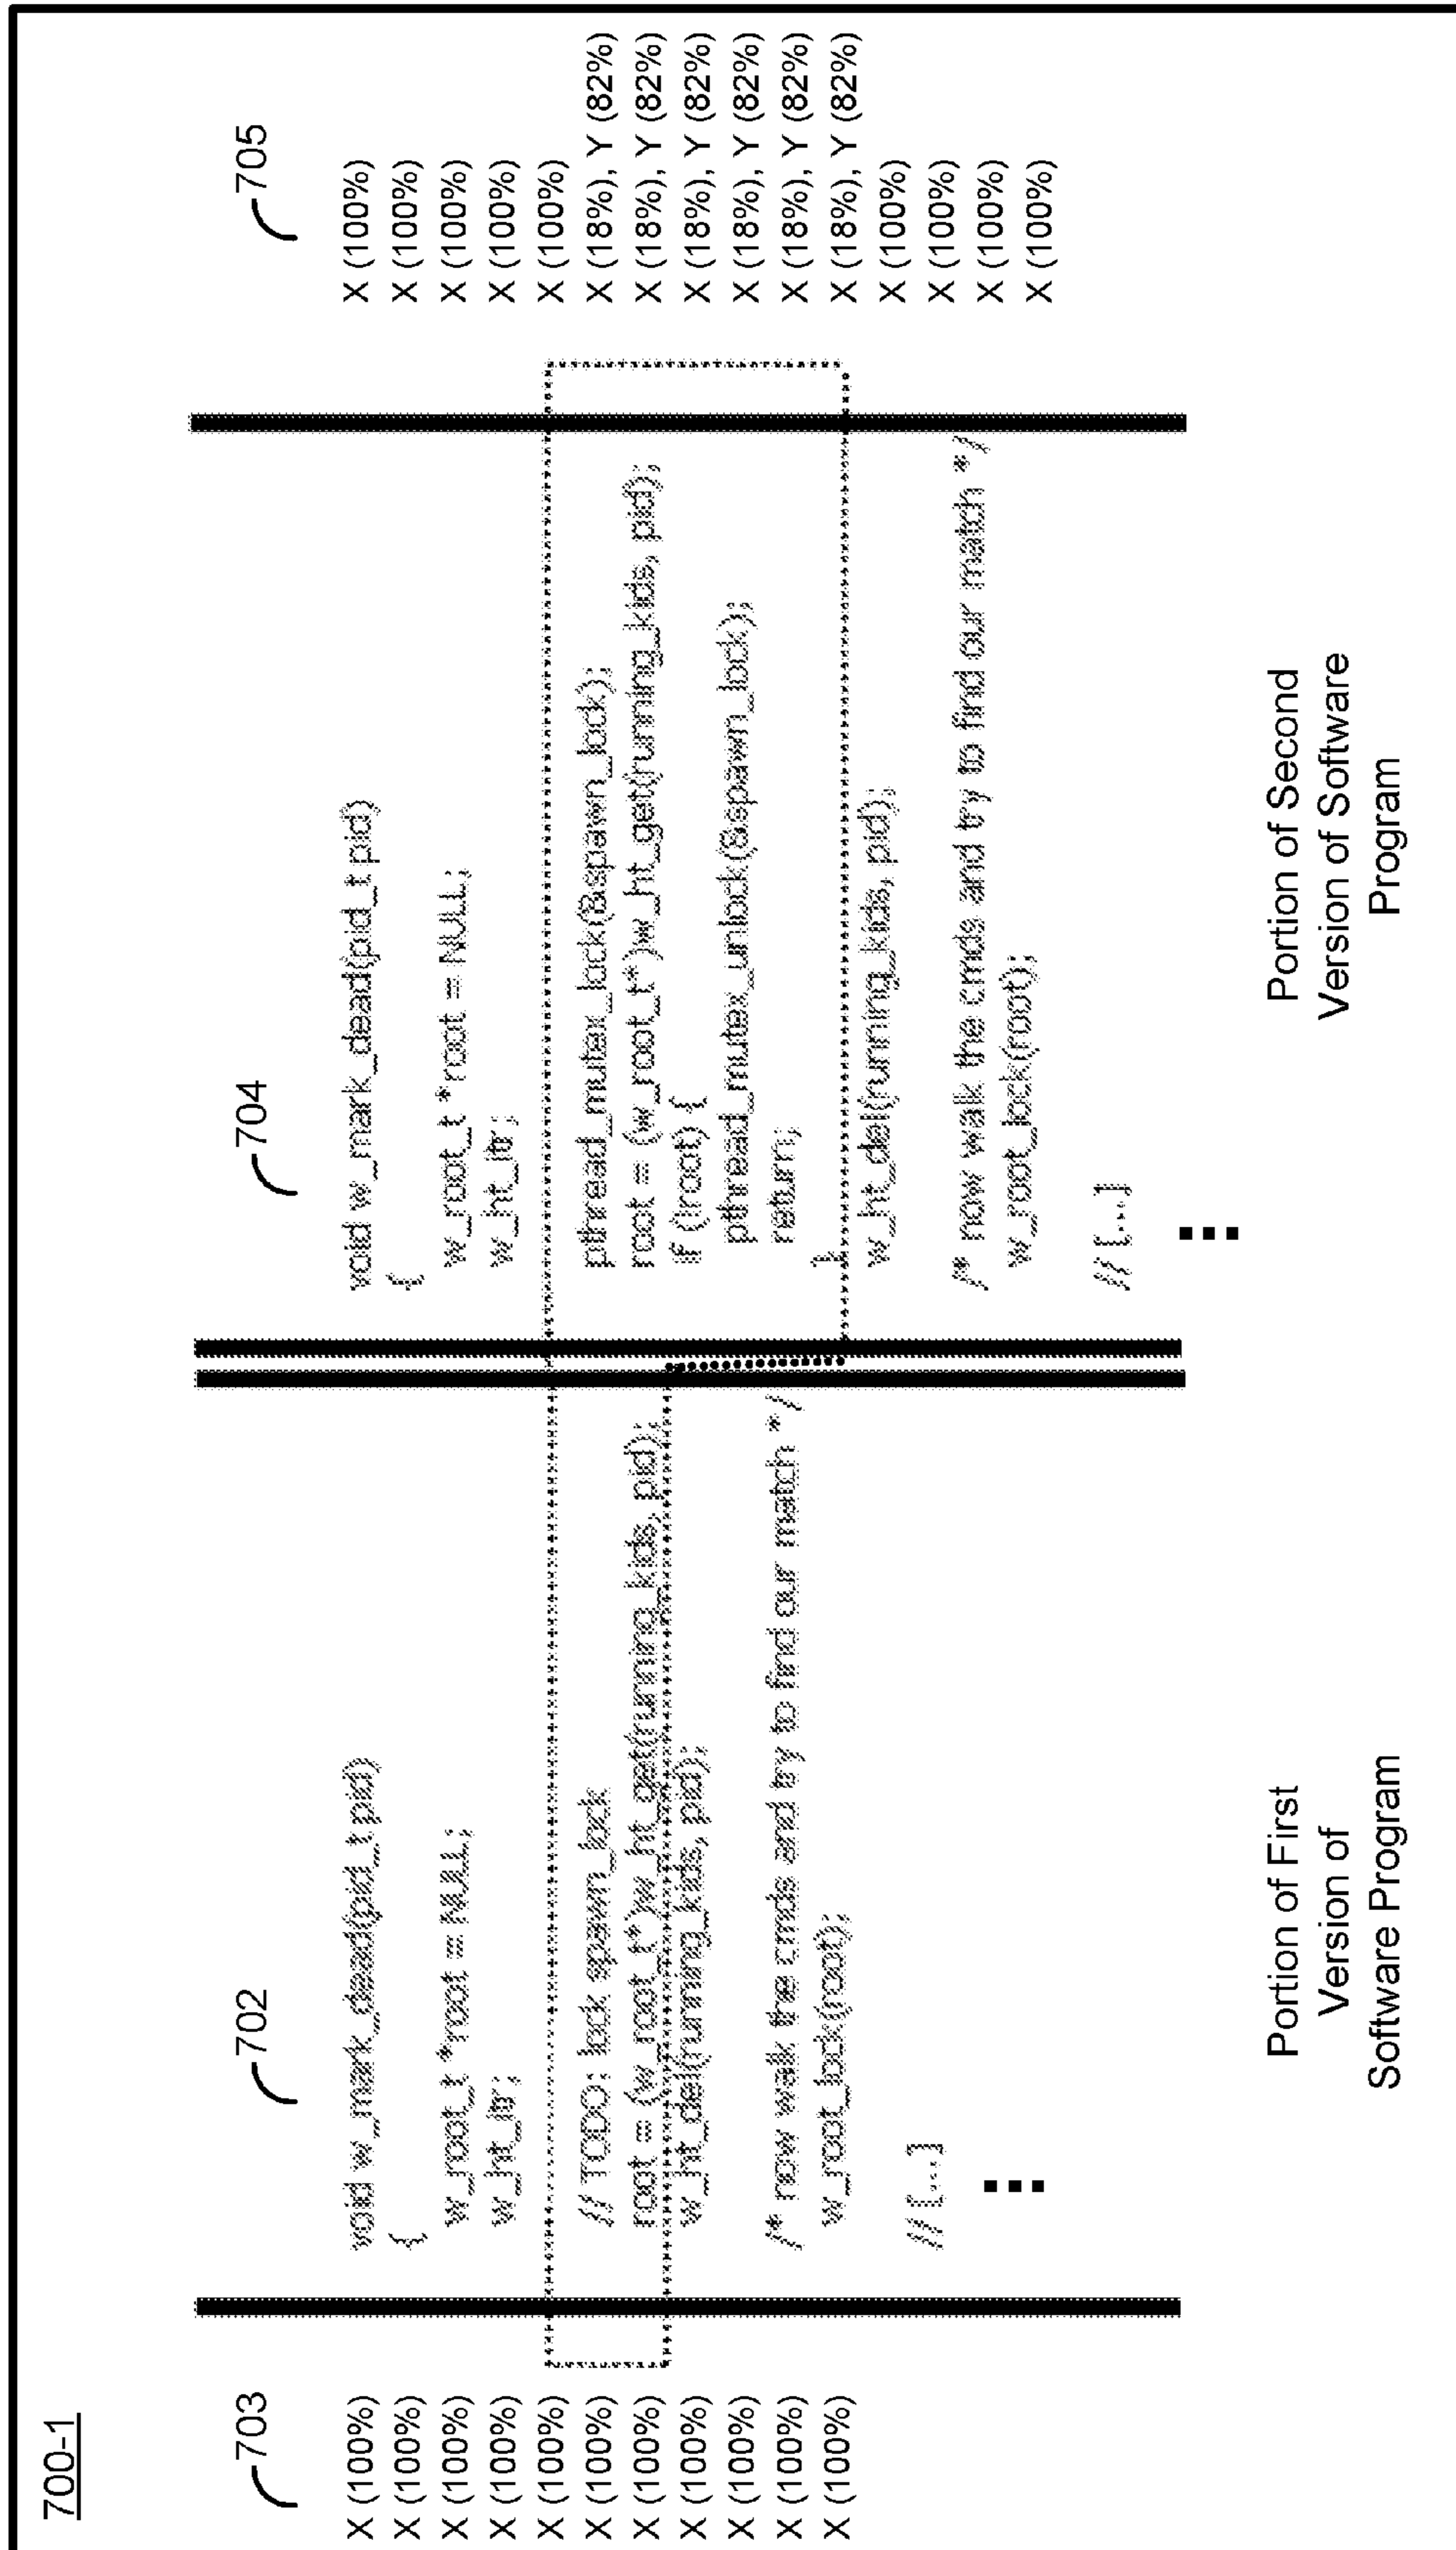 700-1
703
X (100%)
X (100%)
X (100%)
X (100%)
X (100%)
X (100%)
X (100%)
X (100%)
X (100%)
X (100%)
X (100%)
702
void w_mark_dead(pid_t pid)
{
w_root_t *root = NULL;
w_ht_itr;
// TODO: lock spawn_lock
root = (w_root_t*)w_ht_get(running_kids, pid);
w_ht_del(running_kids, pid);
/* now walk the cmds and try to find our match */
w_root_lock(root);
// [...]
Portion of First
Version of
Software Program
704
void w_mark_dead(pid_t pid)
{
w_root_t *root = NULL;
w_ht_itr;
pthread_mutex_lock(&spawn_lock);
root = (w_root_t*)w_ht_get(running_kids, pid);
if (!root) {
pthread_mutex_unlock(&spawn_lock);
return;
}
w_ht_del(running_kids, pid);
/* now walk the cmds and try to find our match */
w_root_lock(root);
// [...]
Portion of Second
Version of Software
Program
705
X (100%)
X (100%)
X (100%)
X (100%)
X (100%)
X (18%), Y (82%)
X (18%), Y (82%)
X (18%), Y (82%)
X (18%), Y (82%)
X (18%), Y (82%)
X (18%), Y (82%)
X (100%)
X (100%)
X (100%)
X (100%)